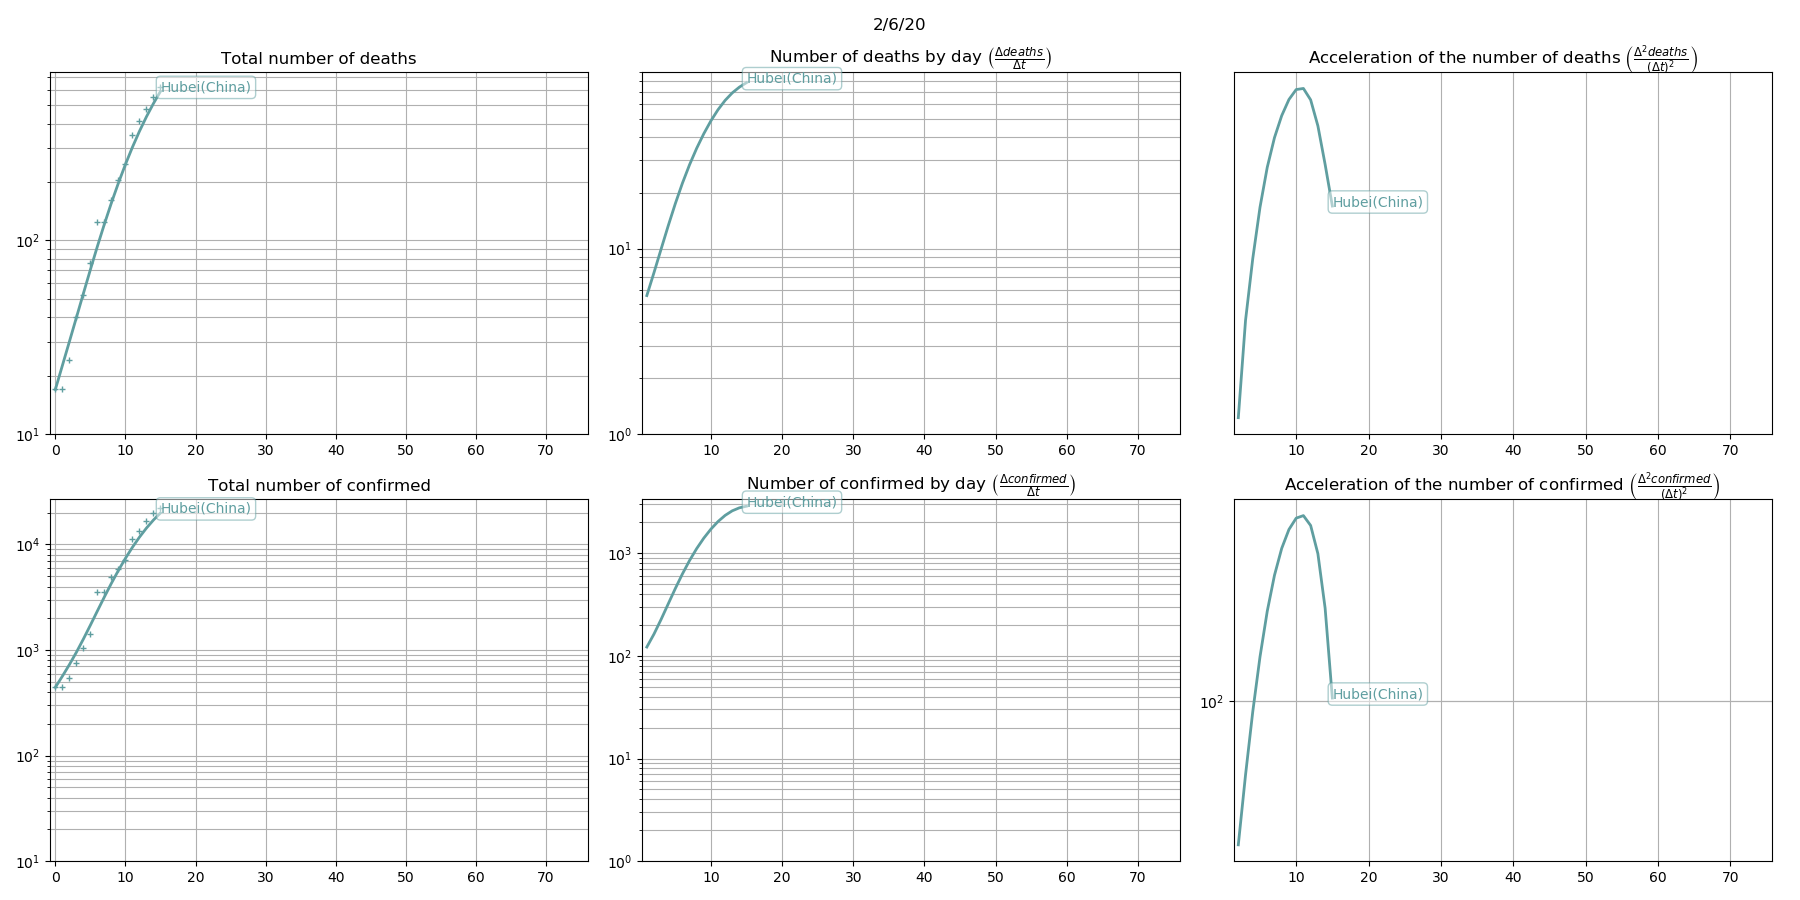 2/6/20
Total number of deaths
Number of deaths by day (Δdeaths/Δt)
Acceleration of the number of deaths (Δ²deaths/(Δt)²)
Hubei(China)
Hubei(China)
Hubei(China)
10²
10¹
0 10 20 30 40 50 60 70
10¹
10⁰
10 20 30 40 50 60 70
10 20 30 40 50 60 70
Total number of confirmed
Number of confirmed by day (Δconfirmed/Δt)
Acceleration of the number of confirmed (Δ²confirmed/(Δt)²)
Hubei(China)
Hubei(China)
Hubei(China)
10⁴
10³
10²
10¹
0 10 20 30 40 50 60 70
10³
10²
10¹
10⁰
10 20 30 40 50 60 70
10²
10 20 30 40 50 60 70